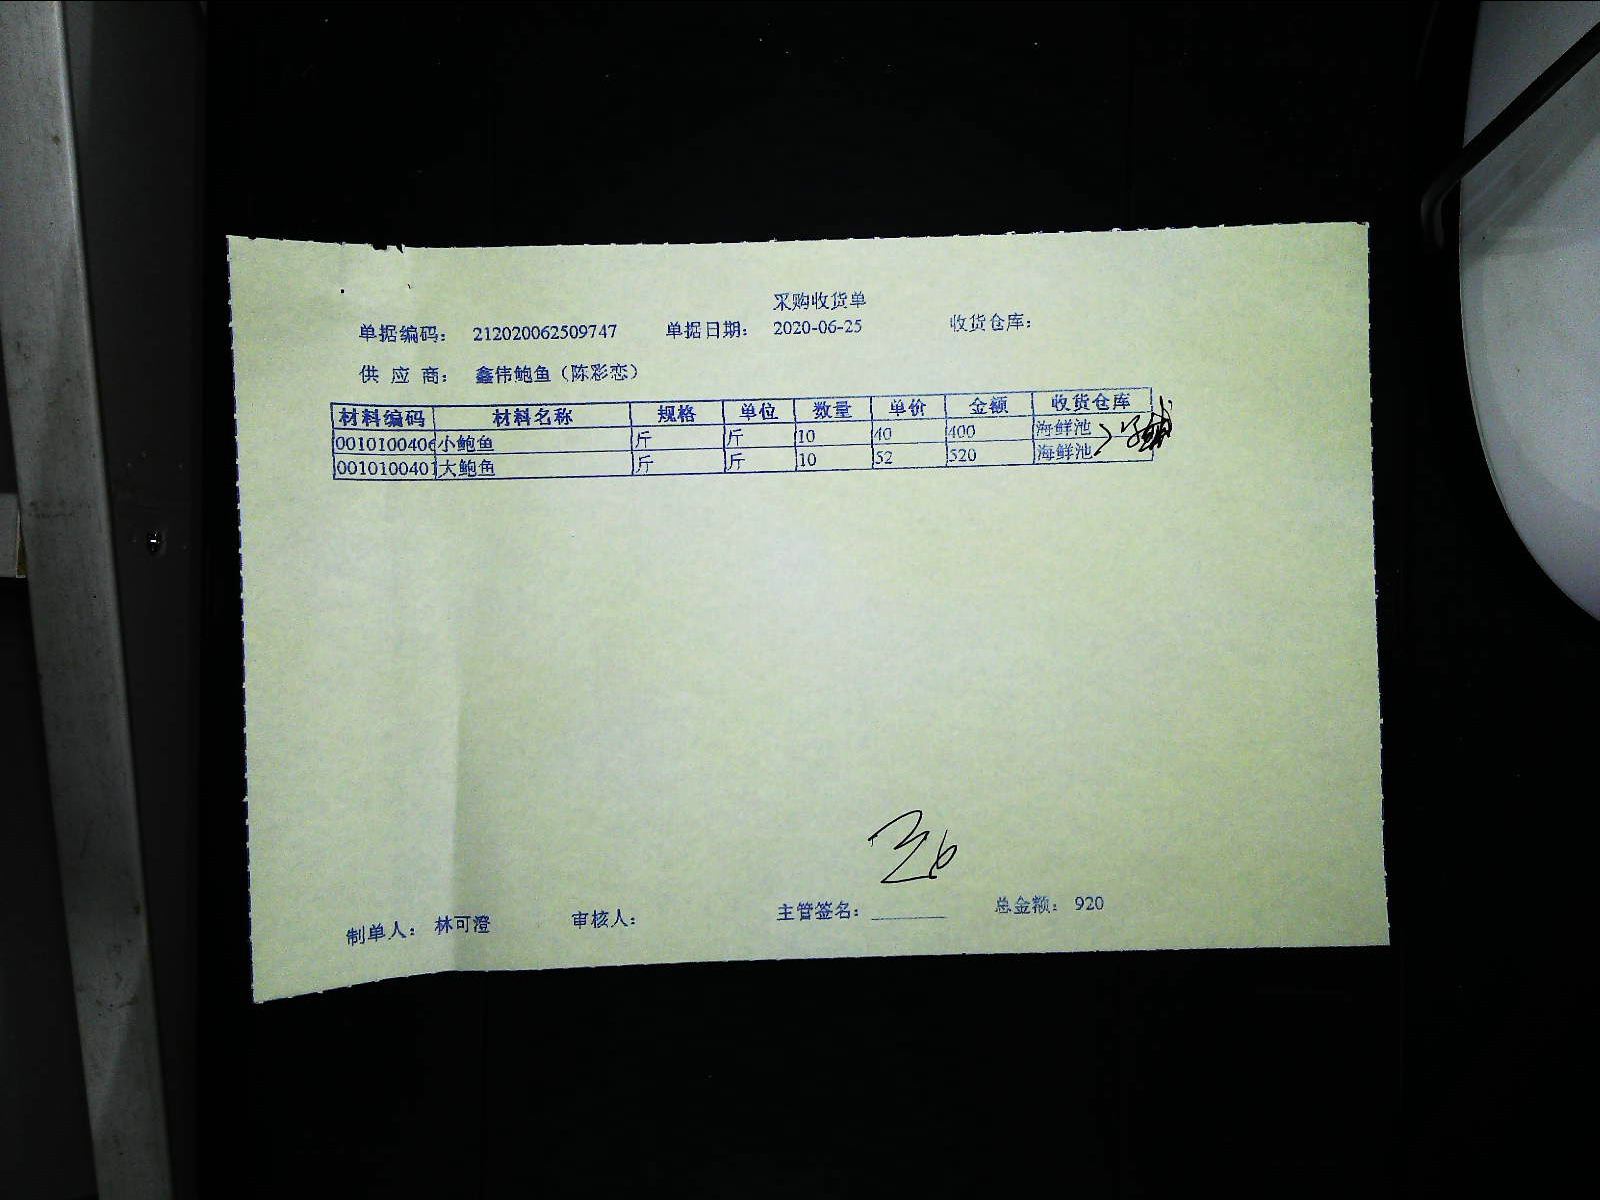 采购收货单
单据编码： 212020062509747 单据日期： 2020-06-25 收货仓库：
供 应 商： 鑫伟鲍鱼（陈彩恋）
材料编码 材料名称 规格 单位 数量 单价 金额 收货仓库
001010040 小鲍鱼 斤 斤 10 40 400 海鲜池
0010100401 大鲍鱼 斤 斤 10 52 520 海鲜池
制单人： 林可澄 审核人： 主管签名： 总金额： 920